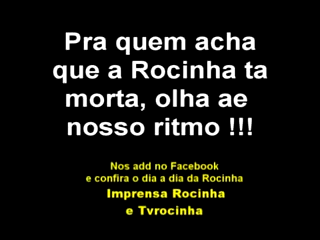 Pra quem acha
que a Rocinha ta
morta, olha ae
nosso ritmo !!!
Nos add no Facebook
e confira o dia a dia da Rocinha
Imprensa Rocinha
e Tvrocinha